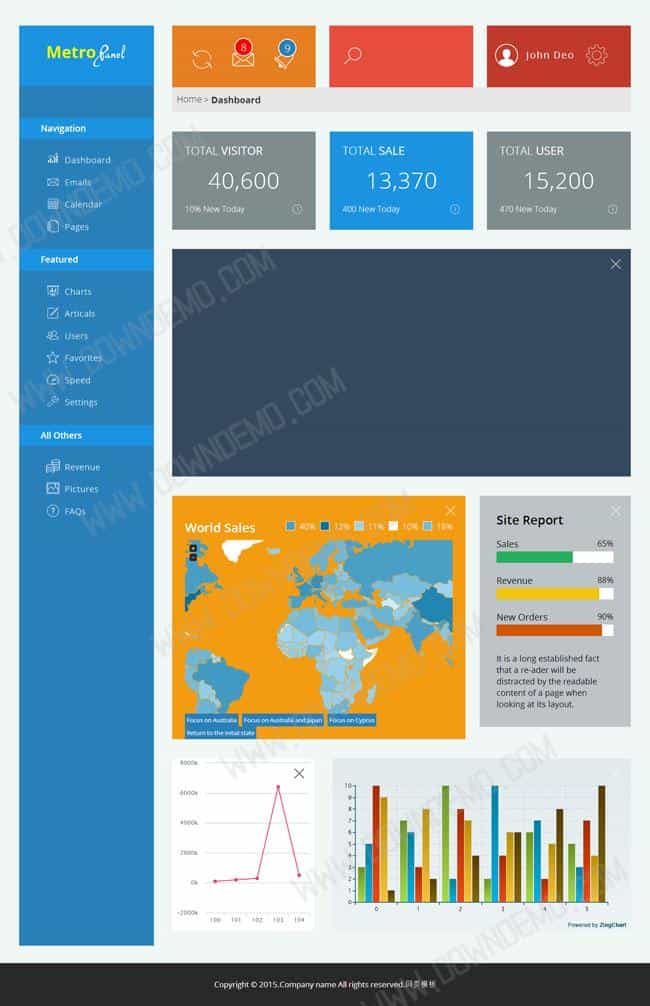 Metro Panel
8
9
John Deo
Home > Dashboard
Navigation
Dashboard
Emails
Calendar
Pages
Featured
Charts
Articals
Users
Favorites
Speed
Settings
All Others
Revenue
Pictures
FAQs
TOTAL VISITOR
40,600
10% New Today
TOTAL SALE
13,370
400 New Today
TOTAL USER
15,200
470 New Today
World Sales
40% 13% 11% 10% 18%
Focus on Australia Focus on Australia and Japan Focus on Cyprus
Return to the initial state
Site Report
Sales 65%
Revenue 88%
New Orders 90%
It is a long established fact
that a re-ader will be
distracted by the readable
content of a page when
looking at its layout.
8000k
6000k
4000k
2000k
0k
-2000k
100 101 102 103 104
10
9
8
7
6
5
4
3
2
1
0
0 1 2 3 4 5
Powered by ZingChart
Copyright © 2015.Company name All rights reserved.网页模板
WWW.DOWNDEMO.COM